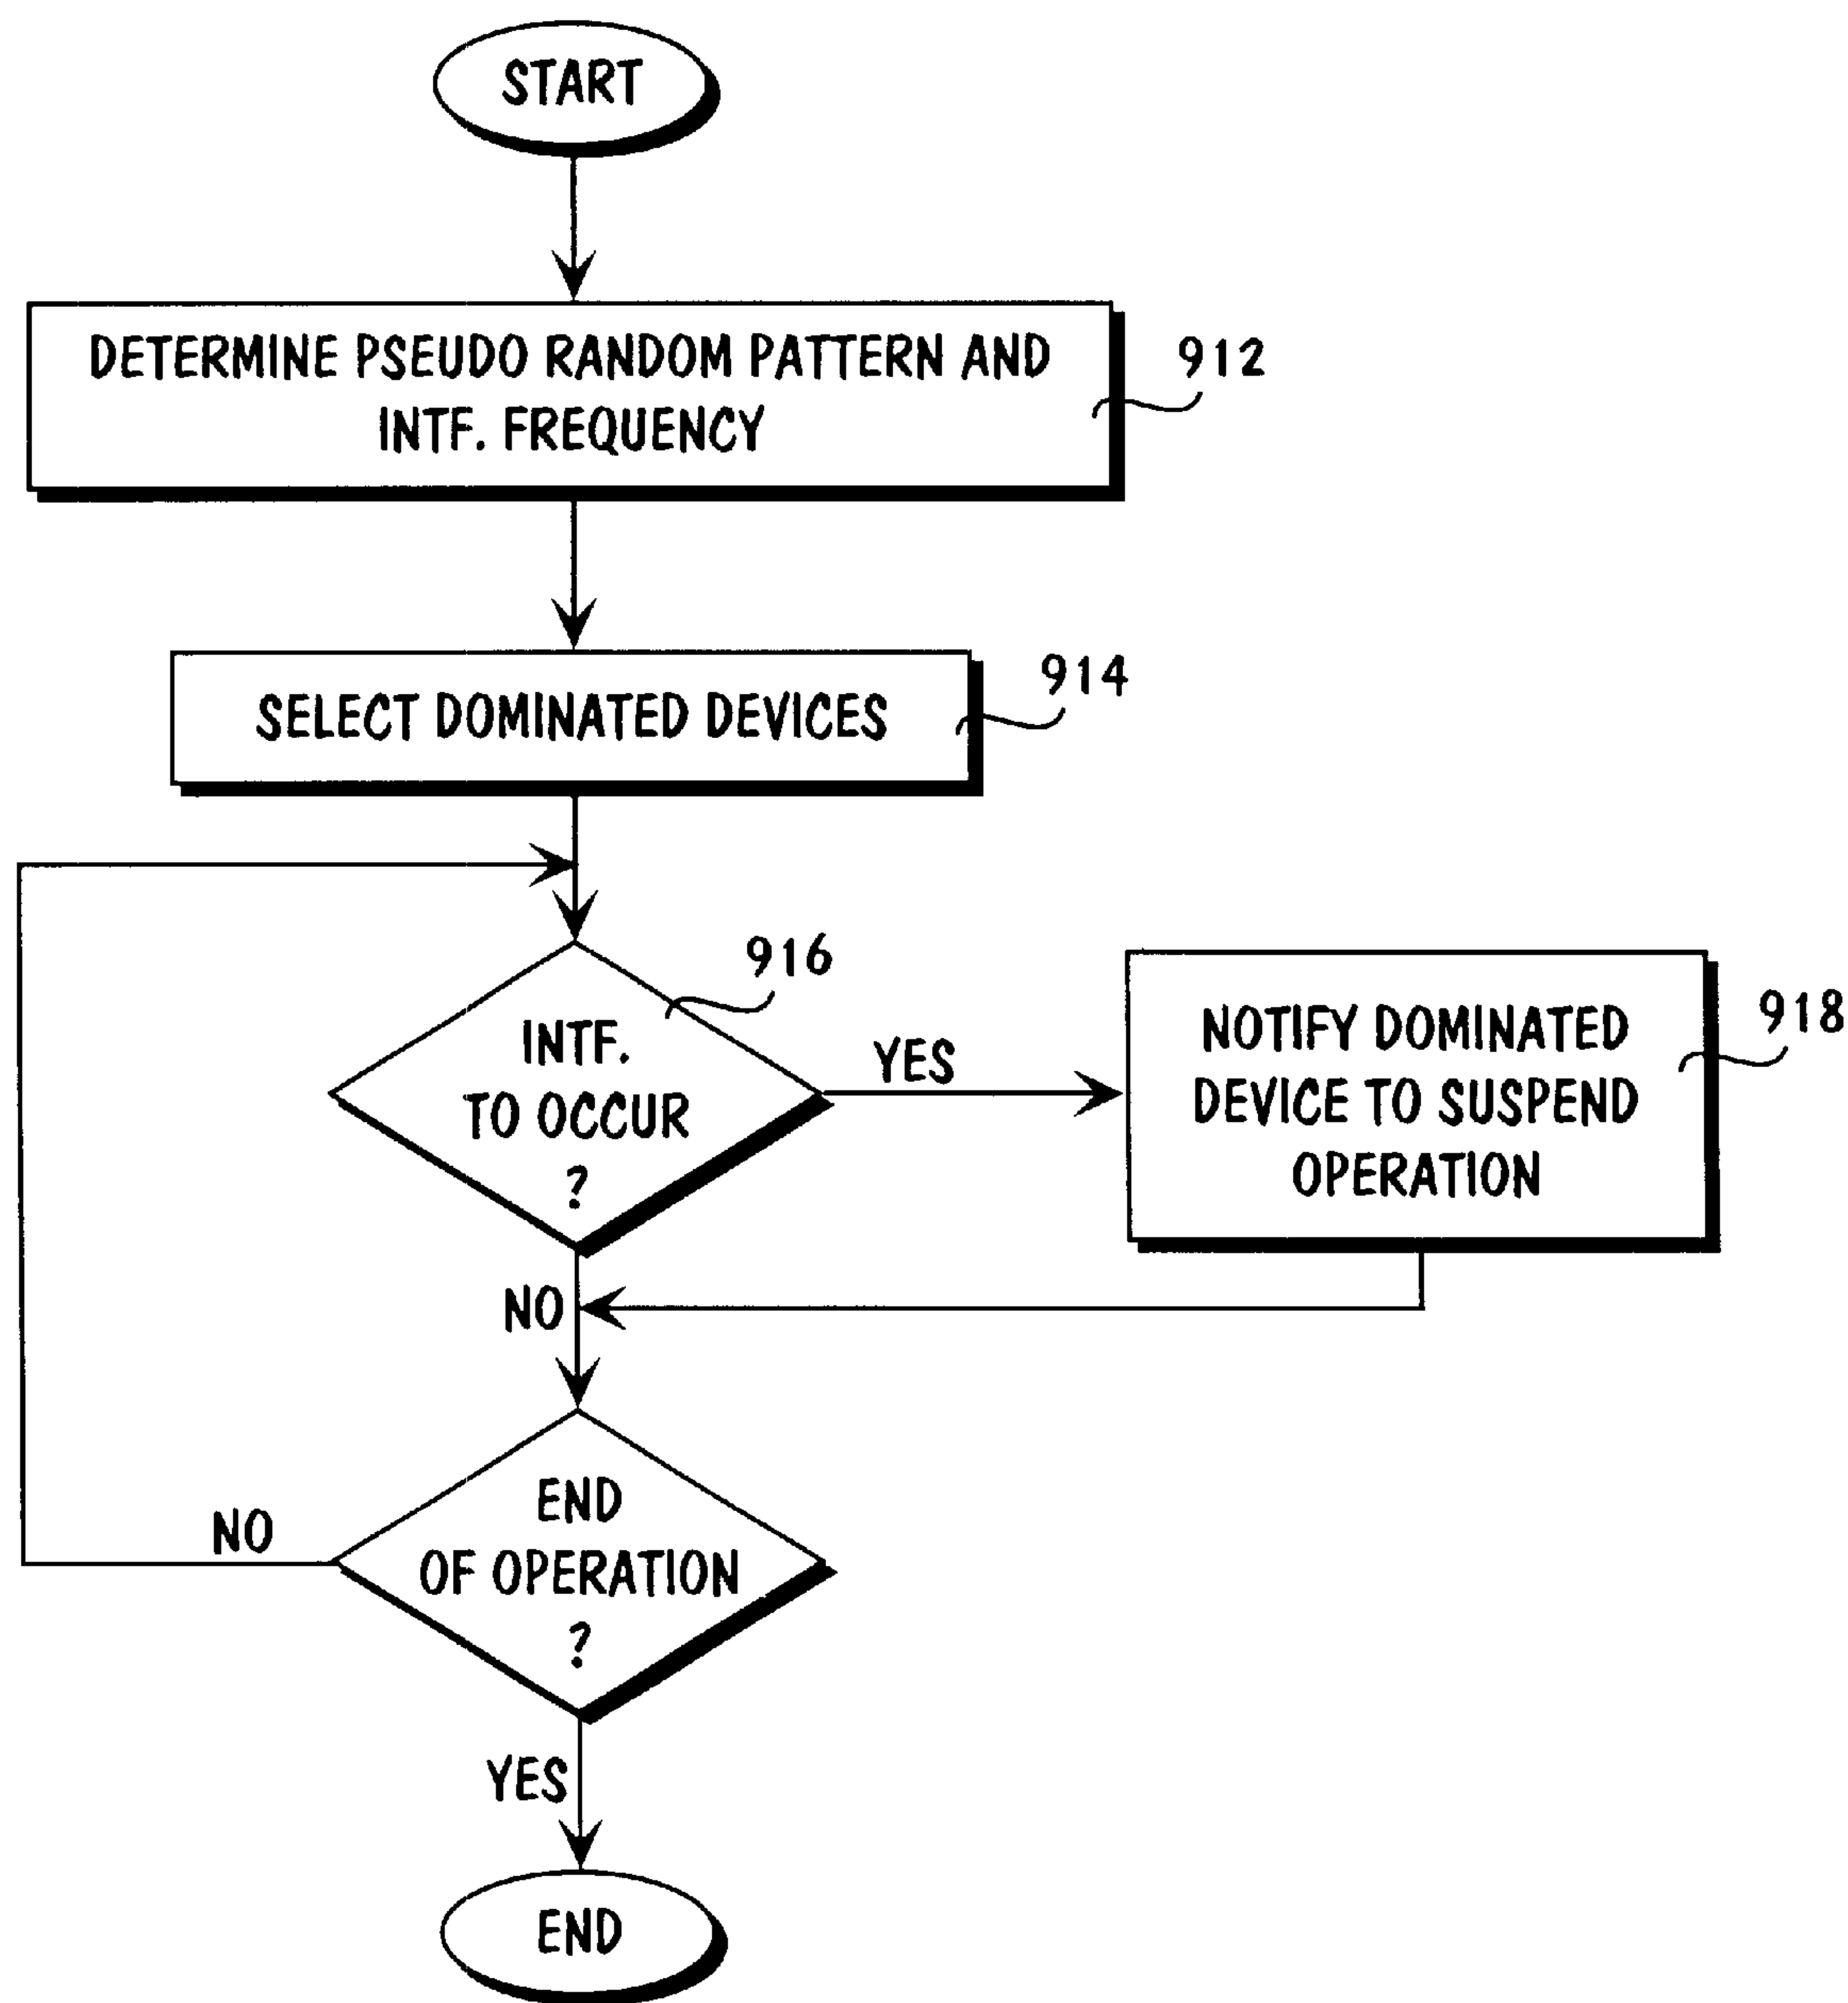 START
DETERMINE PSEUDO RANDOM PATTERN AND
INTF. FREQUENCY
912
SELECT DOMINATED DEVICES
914
916
INTF.
TO OCCUR
?
YES
NOTIFY DOMINATED
DEVICE TO SUSPEND
OPERATION
918
NO
END
OF OPERATION
?
NO
YES
END